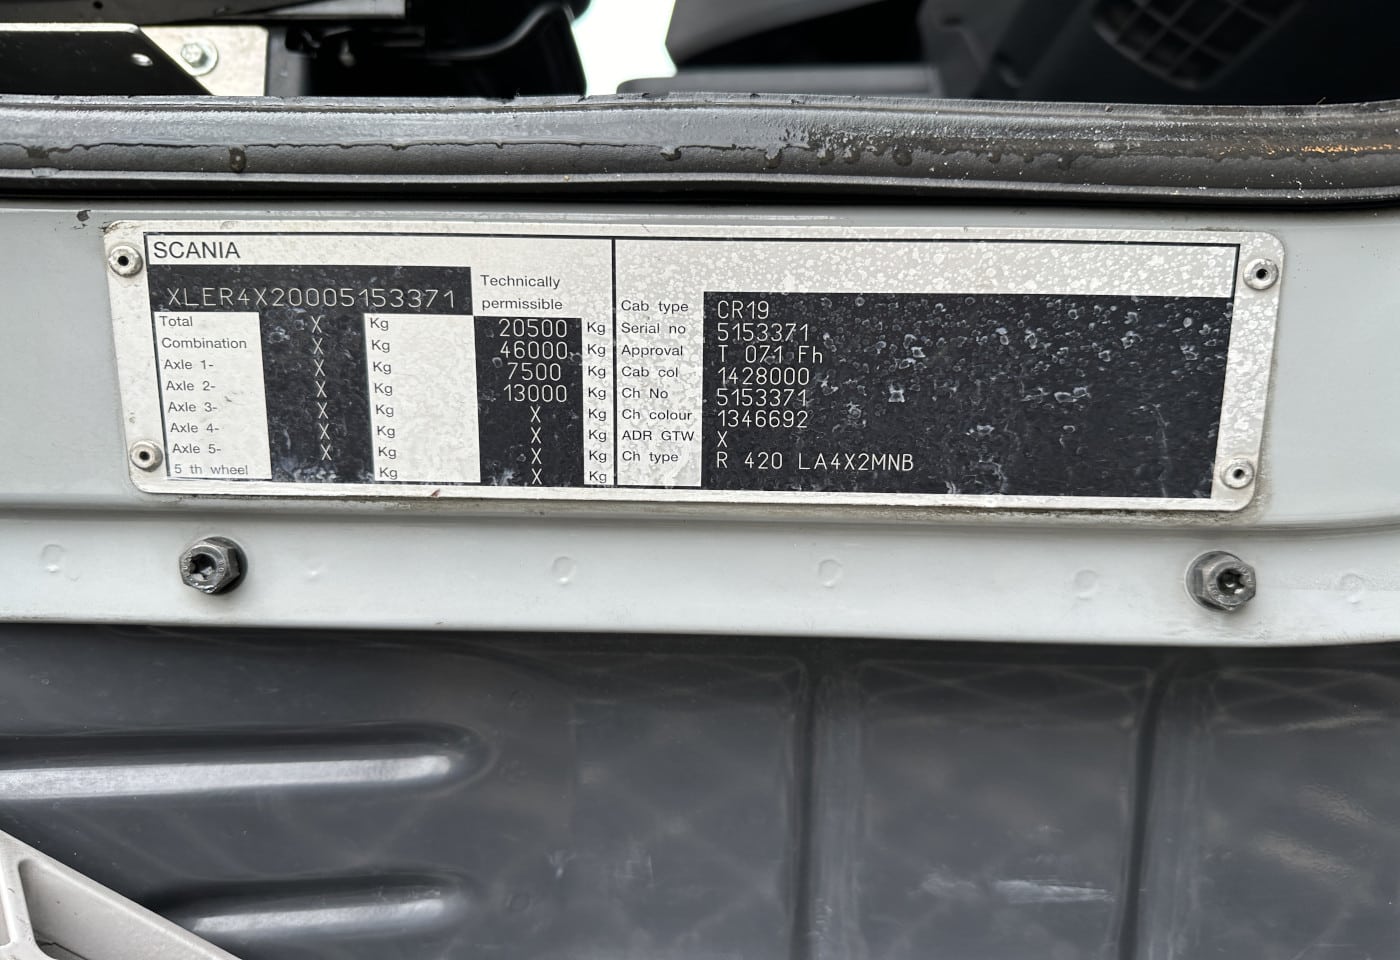 SCANIA
XLER4X20005153371
Technically
permissible
Total X Kg 20500 Kg
Combination X Kg 46000 Kg
Axle 1- X Kg 7500 Kg
Axle 2- X Kg 13000 Kg
Axle 3- X Kg X Kg
Axle 4- X Kg X Kg
Axle 5- X Kg X Kg
5 th wheel Kg X Kg
Cab type CR19
Serial no 5153371
Approval T 071 Fh
Cab col 1428000
Ch No 5153371
Ch colour 1346692
ADR GTW X
Ch type R 420 LA4X2MNB